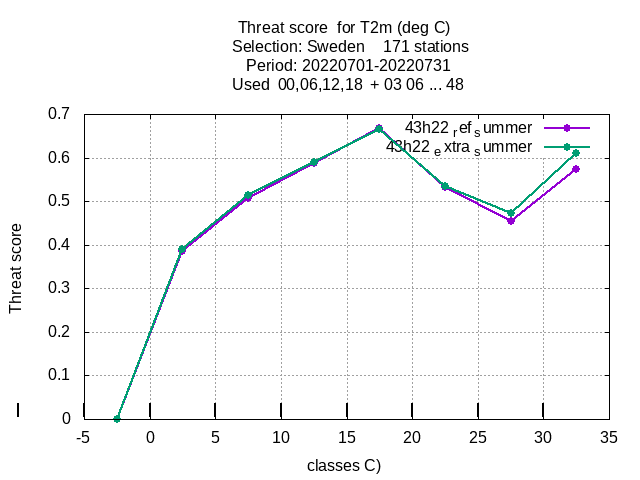 Threat score for T2m (deg C)
Selection: Sweden 171 stations
Period: 20220701-20220731
Used 00,06,12,18 + 03 06 ... 48
0.7
0.6
0.5
0.4
0.3
0.2
0.1
0
Threat score
43h22 ref summer
43h22 extra summer
-5 0 5 10 15 20 25 30 35
classes C)